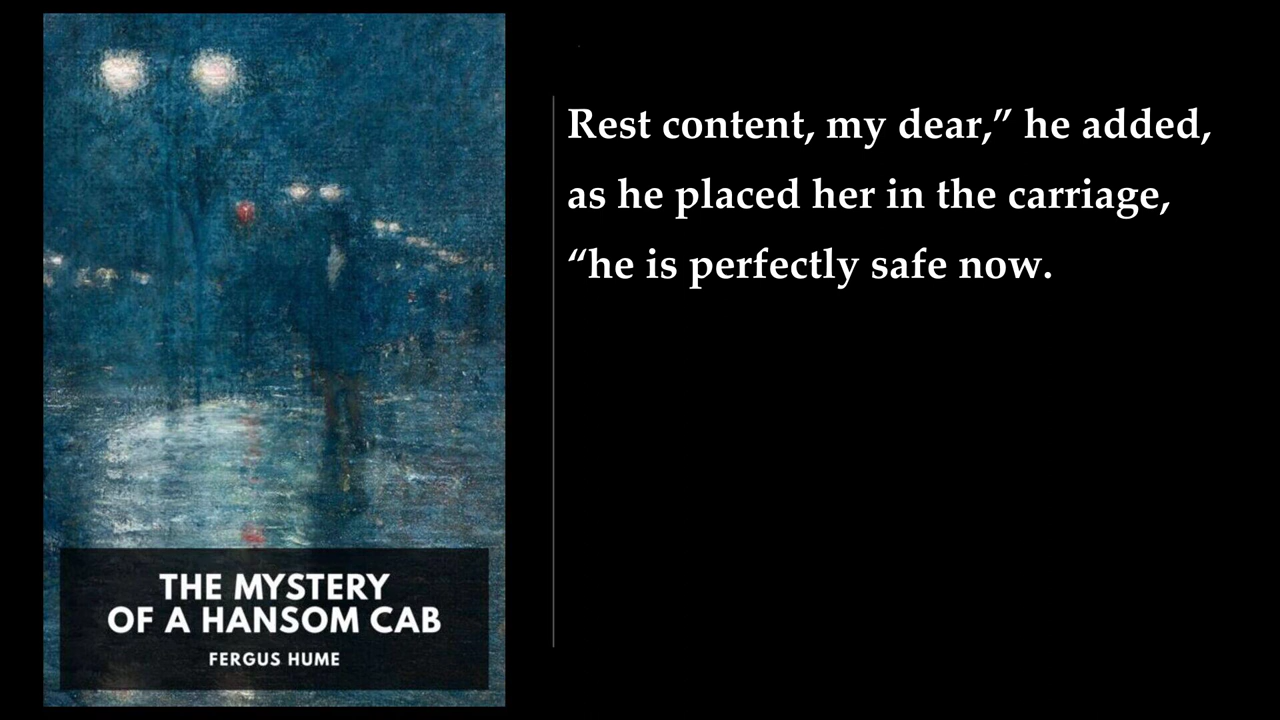 THE MYSTERY
OF A HANSOM CAB
FERGUS HUME
Rest content, my dear,” he added,
as he placed her in the carriage,
“he is perfectly safe now.